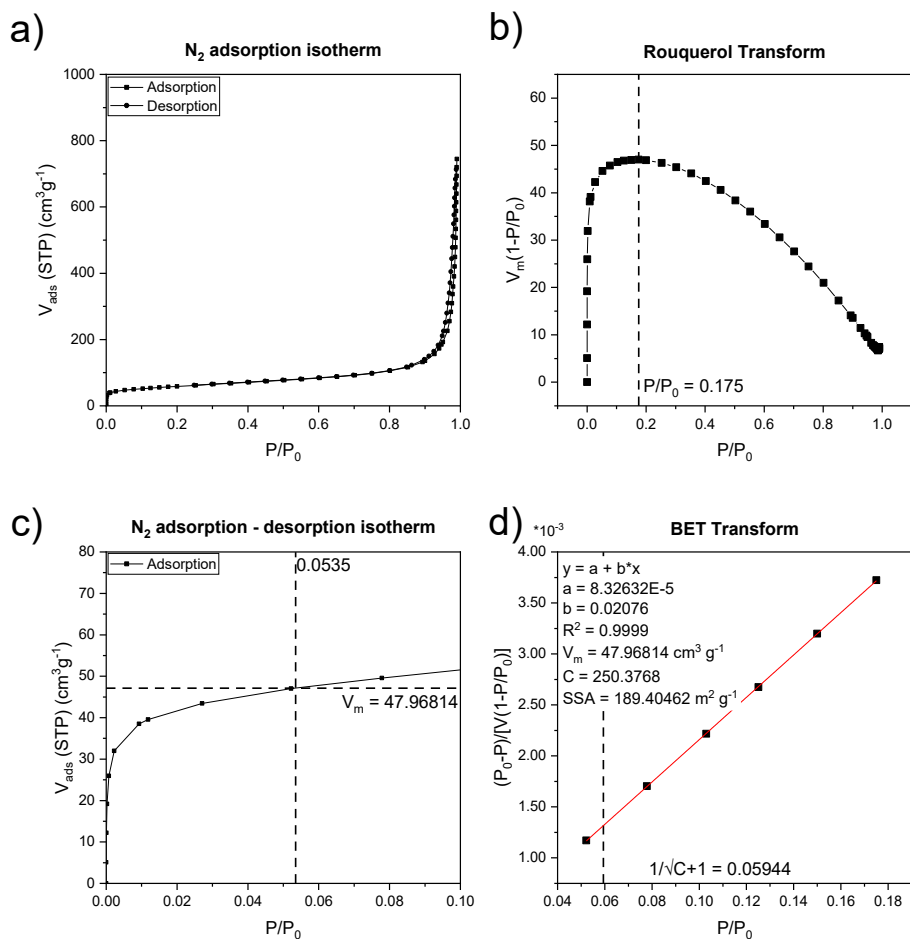 a)
N₂ adsorption isotherm
Adsorption
Desorption
V_ads (STP) (cm³g⁻¹)
1000
800
600
400
200
0
0.0 0.2 0.4 0.6 0.8 1.0
P/P₀
b)
Rouquerol Transform
V_m(1-P/P₀)
60
50
40
30
20
10
0
P/P₀ = 0.175
0.0 0.2 0.4 0.6 0.8 1.0
P/P₀
c)
N₂ adsorption - desorption isotherm
Adsorption
0.0535
V_ads (STP) (cm³g⁻¹)
80
70
60
50
40
30
20
10
0
V_m = 47.96814
0.00 0.02 0.04 0.06 0.08 0.10
P/P₀
d)
*10⁻³
BET Transform
(P₀-P)/[V(1-P/P₀)]
4.00
3.50
3.00
2.50
2.00
1.50
1.00
y = a + b*x
a = 8.32632E-5
b = 0.02076
R² = 0.9999
V_m = 47.96814 cm³ g⁻¹
C = 250.3768
SSA = 189.40462 m² g⁻¹
1/√C+1 = 0.05944
0.04 0.06 0.08 0.10 0.12 0.14 0.16 0.18
P/P₀